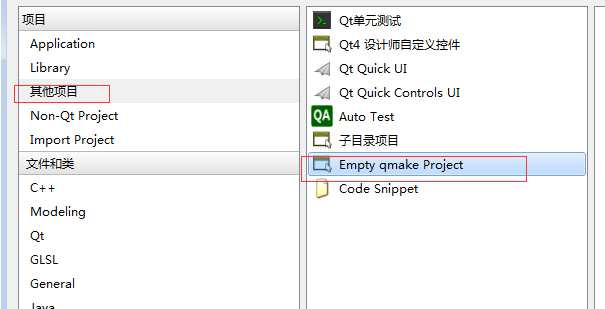 项目
Application
Library
其他项目
Non-Qt Project
Import Project
文件和类
C++
Modeling
Qt
GLSL
General
Java
Qt单元测试
Qt4 设计师自定义控件
Qt Quick UI
Qt Quick Controls UI
QA Auto Test
子目录项目
Empty qmake Project
Code Snippet